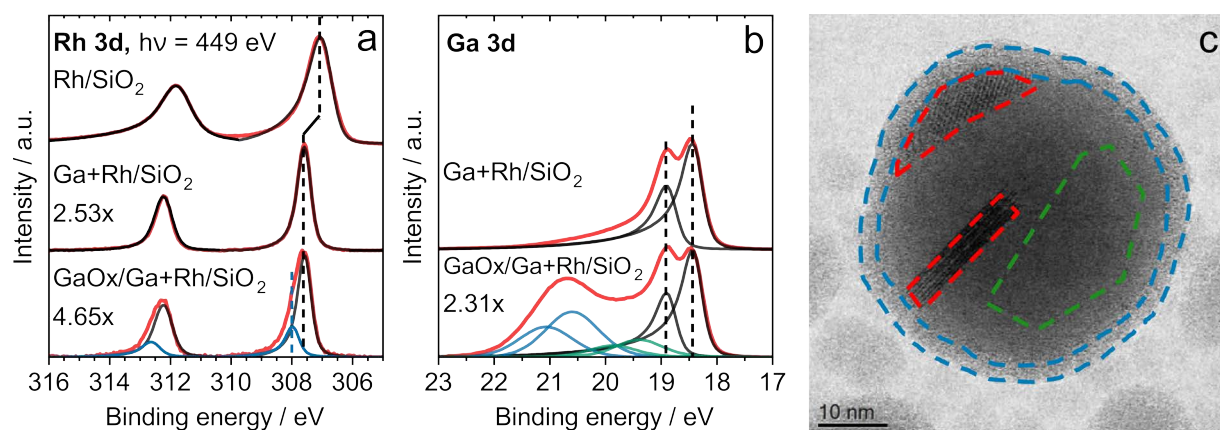 Rh 3d, hν = 449 eV
a
Rh/SiO₂
Ga+Rh/SiO₂
2.53x
GaOx/Ga+Rh/SiO₂
4.65x
Intensity / a.u.
316 314 312 310 308 306
Binding energy / eV
Ga 3d
b
Ga+Rh/SiO₂
GaOx/Ga+Rh/SiO₂
2.31x
Intensity / a.u.
23 22 21 20 19 18 17
Binding energy / eV
c
10 nm